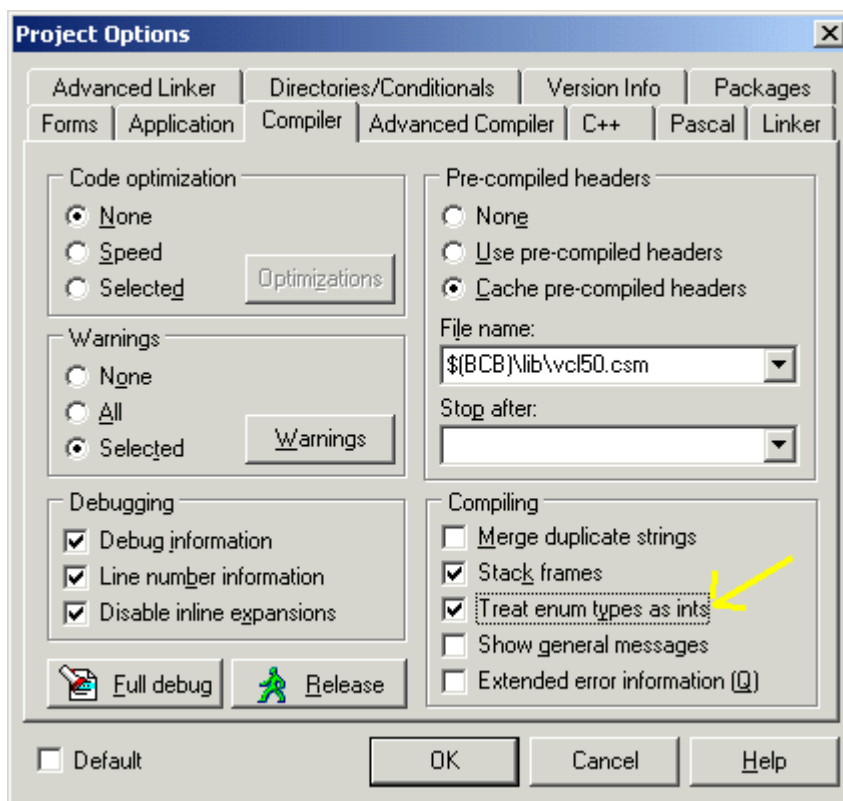 Project Options
Advanced Linker
Directories/Conditionals
Version Info
Packages
Forms
Application
Compiler
Advanced Compiler
C++
Pascal
Linker
Code optimization
None
Speed
Selected
Optimizations
Warnings
None
All
Selected
Warnings
Debugging
Debug information
Line number information
Disable inline expansions
Full debug
Release
Pre-compiled headers
None
Use pre-compiled headers
Cache pre-compiled headers
File name:
$(BCB)\lib\vcl50.csm
Stop after:
Compiling
Merge duplicate strings
Stack frames
Treat enum types as ints
Show general messages
Extended error information (Q)
Default
OK
Cancel
Help